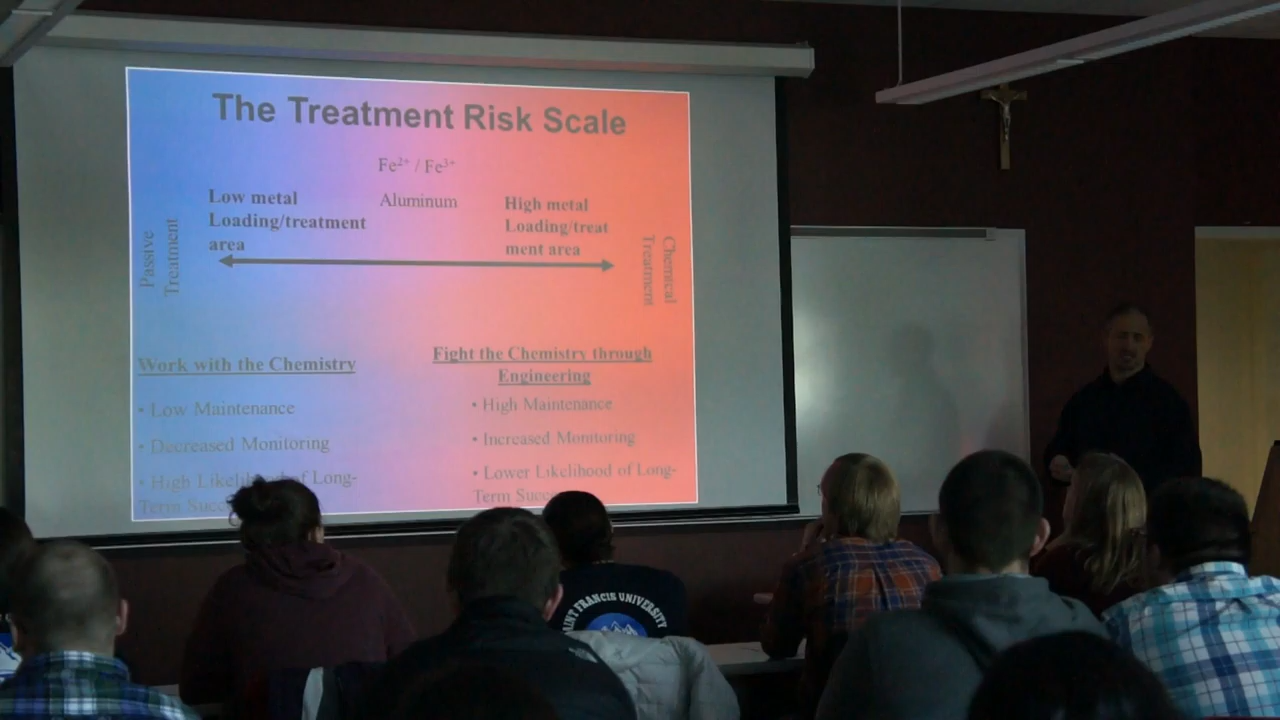 The Treatment Risk Scale
Fe²⁺ / Fe³⁺
Aluminum
Low metal
Loading/treatment
area
High metal
Loading/treat
ment area
Passive
Treatment
Chemical
Treatment
Work with the Chemistry
• Low Maintenance
• Decreased Monitoring
• High Likelihood of Long-
Term
Fight the Chemistry through
Engineering
• High Maintenance
• Increased Monitoring
• Lower Likelihood of Long-
Term
FRANCIS UNIVERSITY